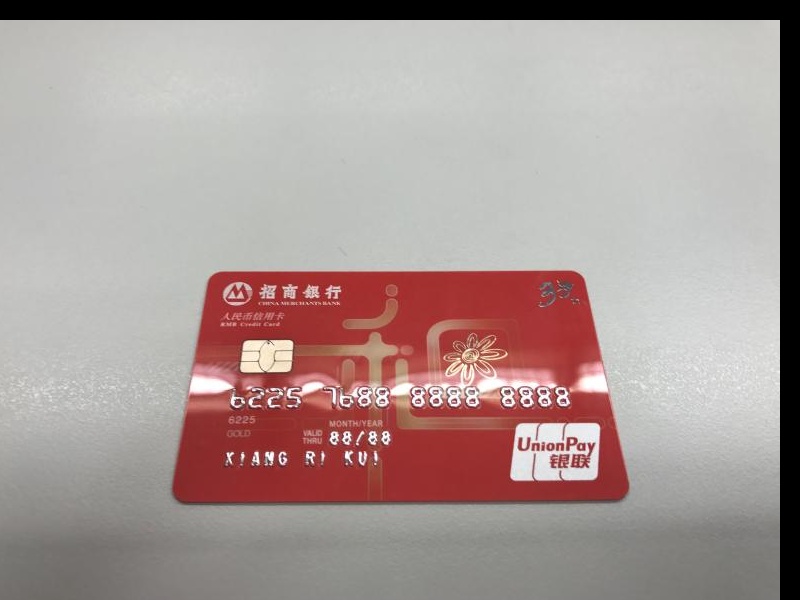 招商银行
CHINA MERCHANTS BANK
人民币信用卡
RMB Credit Card
6225 7688 8888 8888
6225
MONTH/YEAR
GOLD
VALID THRU 88/88
XIANG RI KUI
UnionPay
银联